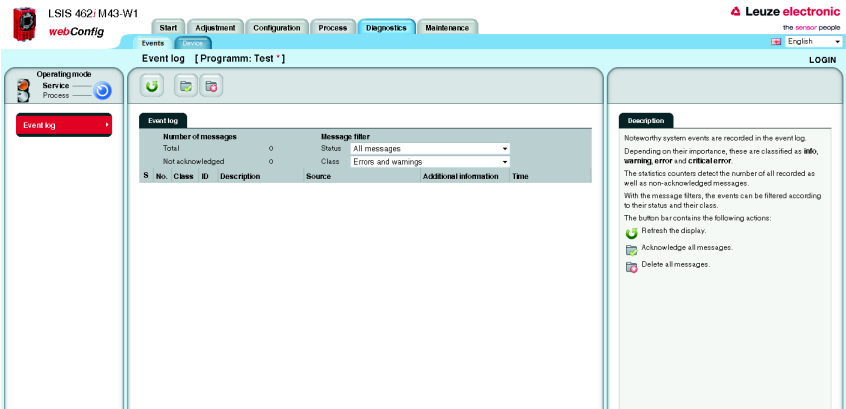 LSIS 462i M43-W1
webConfig
Start Adjustment Configuration Process Diagnostics Maintenance
Leuze electronic
the sensor people
Events Device
English
Event log [ Programm: Test * ]
LOGIN
Operating mode
Service
Process
Event log
Event log
Number of messages
Message filter
Total 0
Status All messages
Not acknowledged 0
Class Errors and warnings
S No. Class ID Description Source Additional information Time
Description
Noteworthy system events are recorded in the event log.
Depending on their importance, these are classified as info,
warning, error and critical error.
The statistics counters detect the number of all recorded as
well as non-acknowledged messages.
With the message filters, the events can be filtered according
to their status and their class.
The button bar contains the following actions:
Refresh the display.
Acknowledge all messages.
Delete all messages.